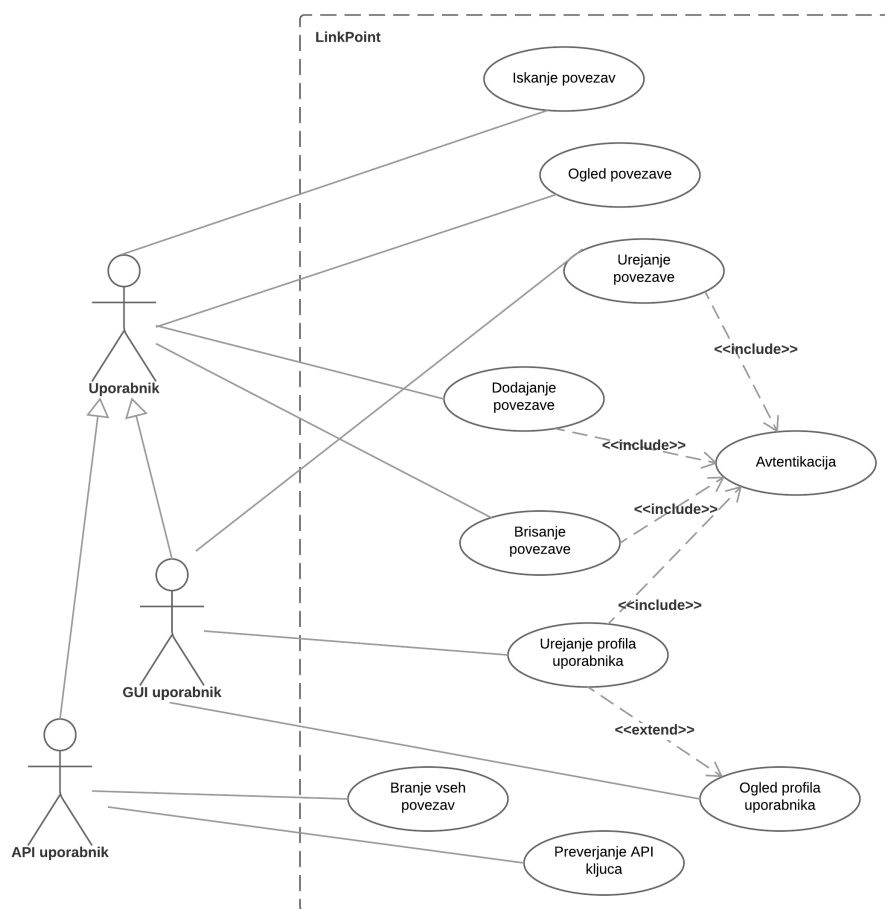 LinkPoint
Iskanje povezav
Ogled povezave
Urejanje
povezave
<<include>>
Uporabnik
Dodajanje
povezave
<<include>>
Avtentikacija
<<include>>
Brisanje
povezave
<<include>>
Urejanje profila
uporabnika
GUI uporabnik
<<extend>>
Branje vseh
povezav
Ogled profila
uporabnika
API uporabnik
Preverjanje API
kljuca